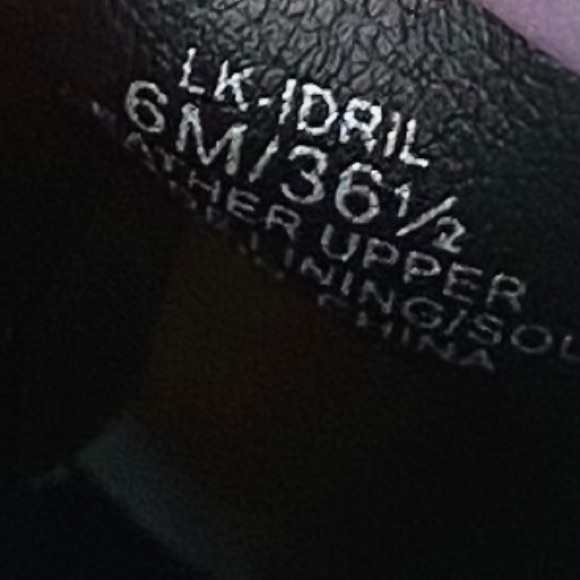 LK-IDRIL
6M/36½
ATHER UPPER
LINING/SOL
CHINA